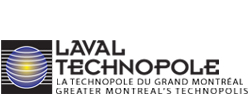 LAVAL
TECHNOPOLE
LA TECHNOPOLE DU GRAND MONTRÉAL
GREATER MONTREAL'S TECHNOPOLIS